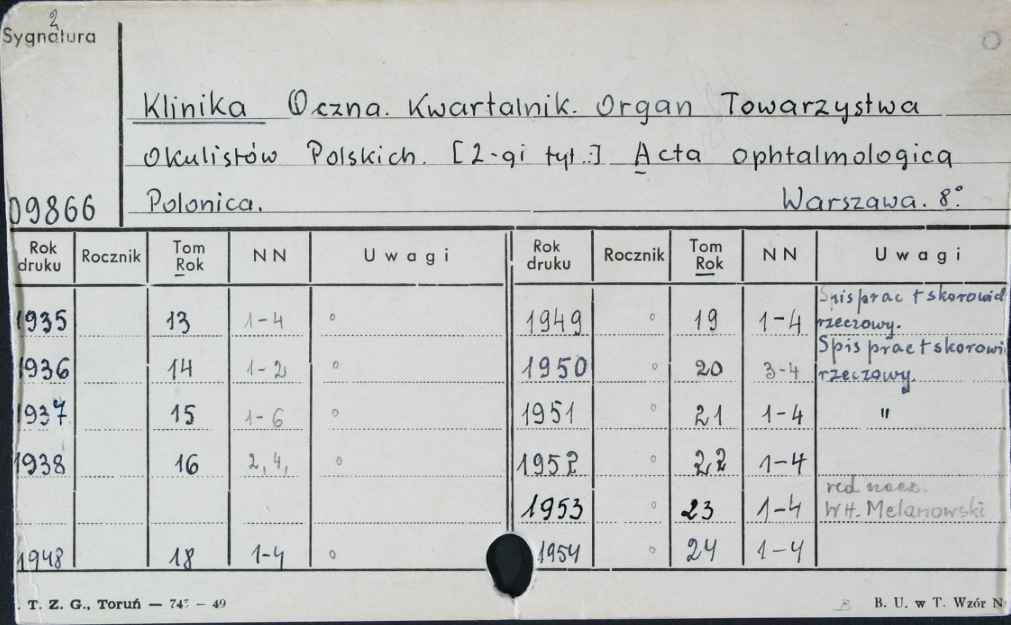 2
Sygnatura
Klinika Oczna. Kwartalnik. Organ Towarzystwa
Okulistów Polskich. [2-gi tyt.:] Acta ophtalmologica
09866 Polonica. Warszawa. 8°.
Rok druku Rocznik Tom Rok NN Uwagi Rok druku Rocznik Tom Rok NN Uwagi
1935 13 1-4 ° 1949 ° 19 1-4 Spis prac + skorowid rzeczowy.
1936 14 1-2 ° 1950 ° 20 3-4 Spis prac + skorowi rzeczowy.
1937 15 1-6 ° 1951 ° 21 1-4 "
1938 16 2,4, ° 1952 ° 22 1-4
1953 ° 23 1-4 red. nacz. WH. Melanowski
1948 18 1-4 ° 1954 ° 24 1-4
. T. Z. G., Toruń — 745 - 49 B. U. w T. Wzór N